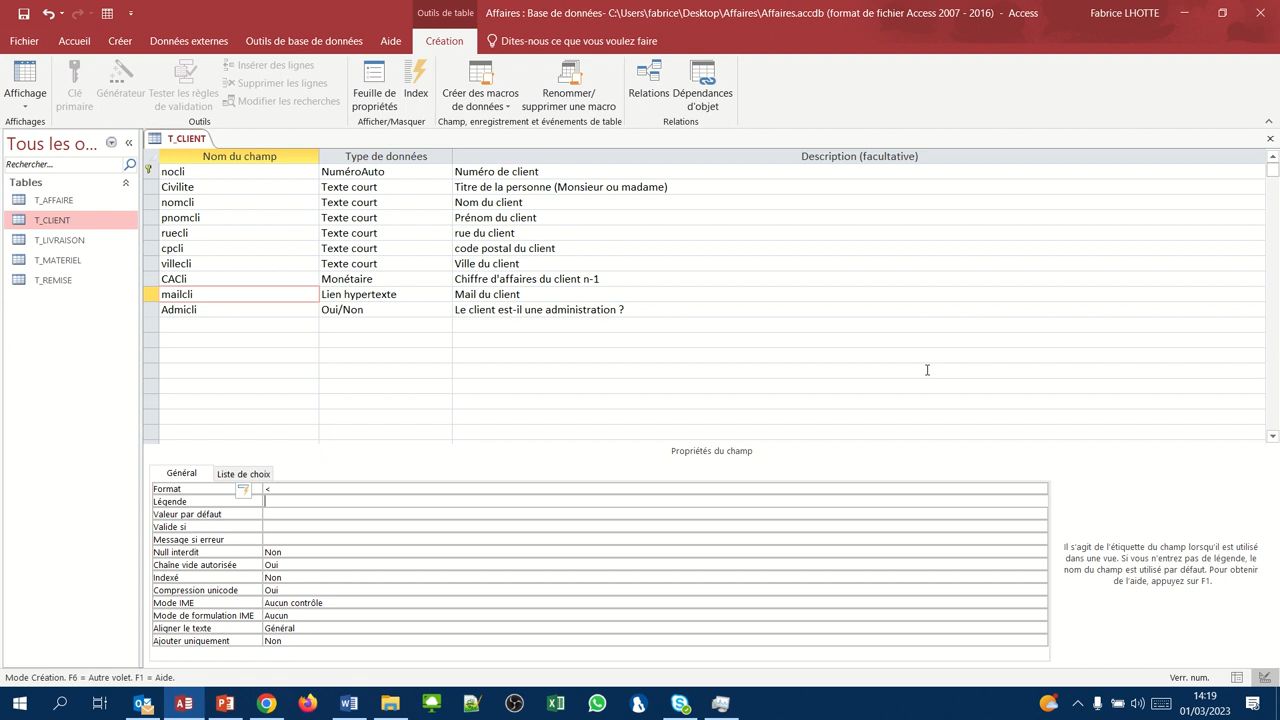 Outils de table
Affaires : Base de données- C:\Users\fabrice\Desktop\Affaires\Affaires.accdb (format de fichier Access 2007 - 2016) - Access
Fabrice LHOTTE
Fichier Accueil Créer Données externes Outils de base de données Aide Création Dites-nous ce que vous voulez faire
Affichage
Clé primaire
Générateur
Tester les règles de validation
Insérer des lignes
Supprimer les lignes
Modifier les recherches
Feuille de propriétés
Index
Créer des macros de données
Renommer/ supprimer une macro
Relations
Dépendances d'objet
Affichages Outils Afficher/Masquer Champ, enregistrement et événements de table Relations
Tous les o...
Rechercher...
Tables
T_AFFAIRE
T_CLIENT
T_LIVRAISON
T_MATERIEL
T_REMISE
T_CLIENT
Nom du champ Type de données Description (facultative)
nocli NuméroAuto Numéro de client
Civilite Texte court Titre de la personne (Monsieur ou madame)
nomcli Texte court Nom du client
pnomcli Texte court Prénom du client
ruecli Texte court rue du client
cpcli Texte court code postal du client
villecli Texte court Ville du client
CACli Monétaire Chiffre d'affaires du client n-1
mailcli Lien hypertexte Mail du client
Admicli Oui/Non Le client est-il une administration ?
Propriétés du champ
Général Liste de choix
Format <
Légende
Valeur par défaut
Valide si
Message si erreur
Null interdit Non
Chaîne vide autorisée Oui
Indexé Non
Compression unicode Oui
Mode IME Aucun contrôle
Mode de formulation IME Aucun
Aligner le texte Général
Ajouter uniquement Non
Il s'agit de l'étiquette du champ lorsqu'il est utilisé
dans une vue. Si vous n'entrez pas de légende, le
nom du champ est utilisé par défaut. Pour obtenir
de l'aide, appuyez sur F1.
Mode Création. F6 = Autre volet. F1 = Aide.
Verr. num.
14:19
01/03/2023